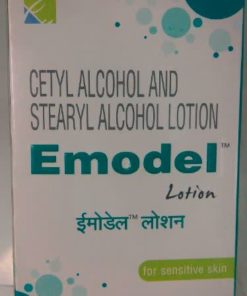 CETYL ALCOHOL AND
STEARYL ALCOHOL LOTION
Emodel™
Lotion
ईमोडेल™ लोशन
for sensitive skin